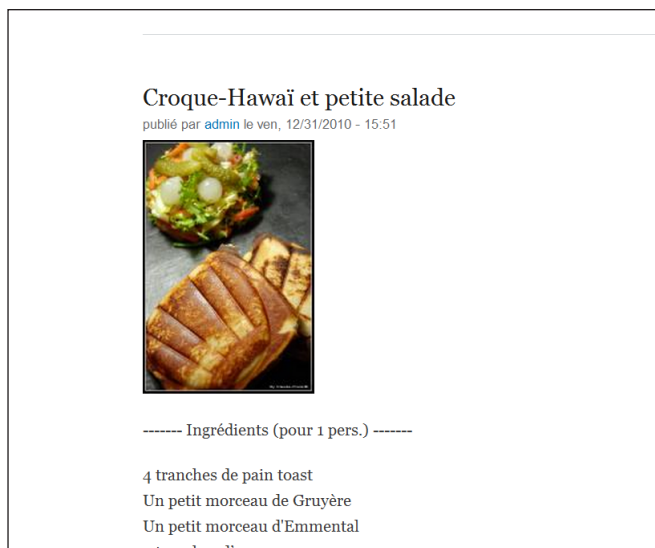 Croque-Hawaï et petite salade
publié par admin le ven, 12/31/2010 - 15:51
------- Ingrédients (pour 1 pers.) -------
4 tranches de pain toast
Un petit morceau de Gruyère
Un petit morceau d'Emmental